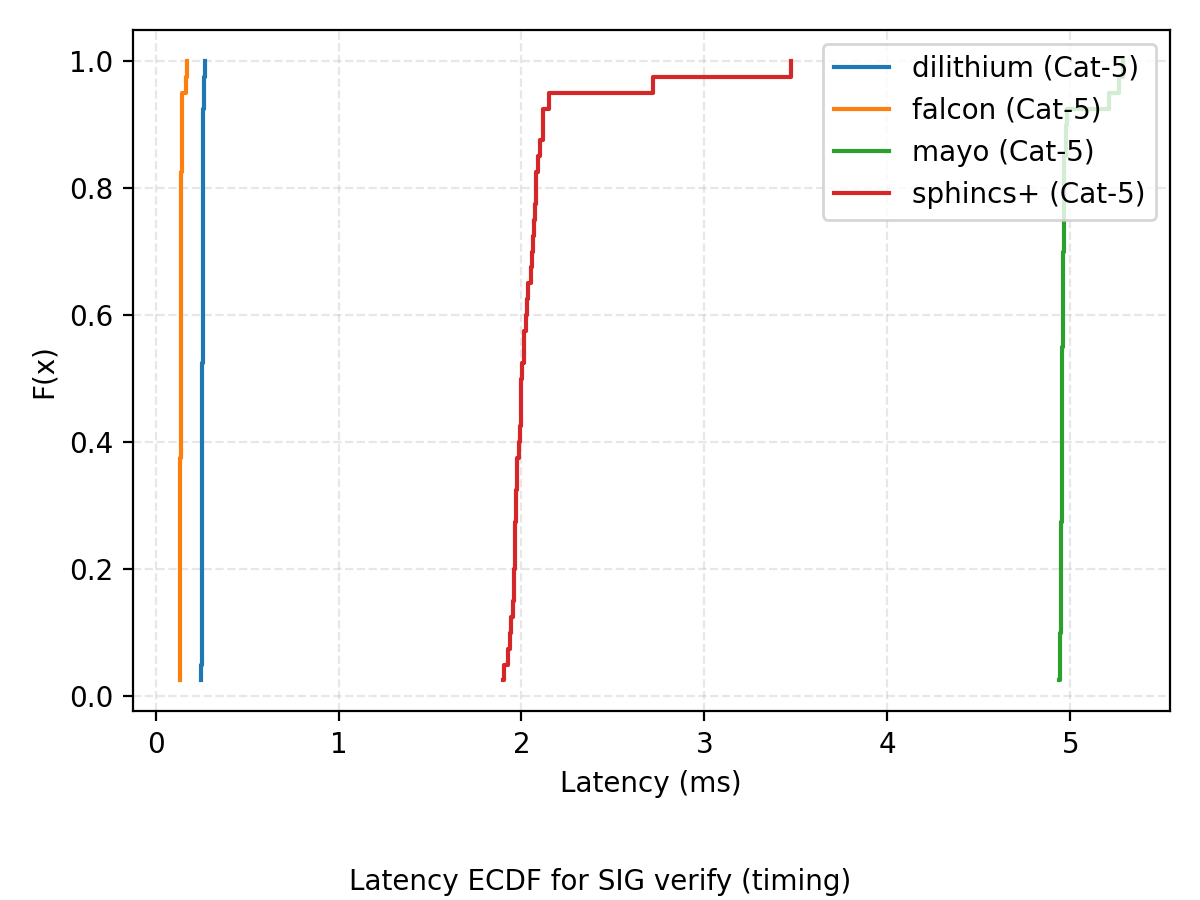 1.0
0.8
0.6
0.4
0.2
0.0
F(x)
dilithium (Cat-5)
falcon (Cat-5)
mayo (Cat-5)
sphincs+ (Cat-5)
0 1 2 3 4 5
Latency (ms)
Latency ECDF for SIG verify (timing)